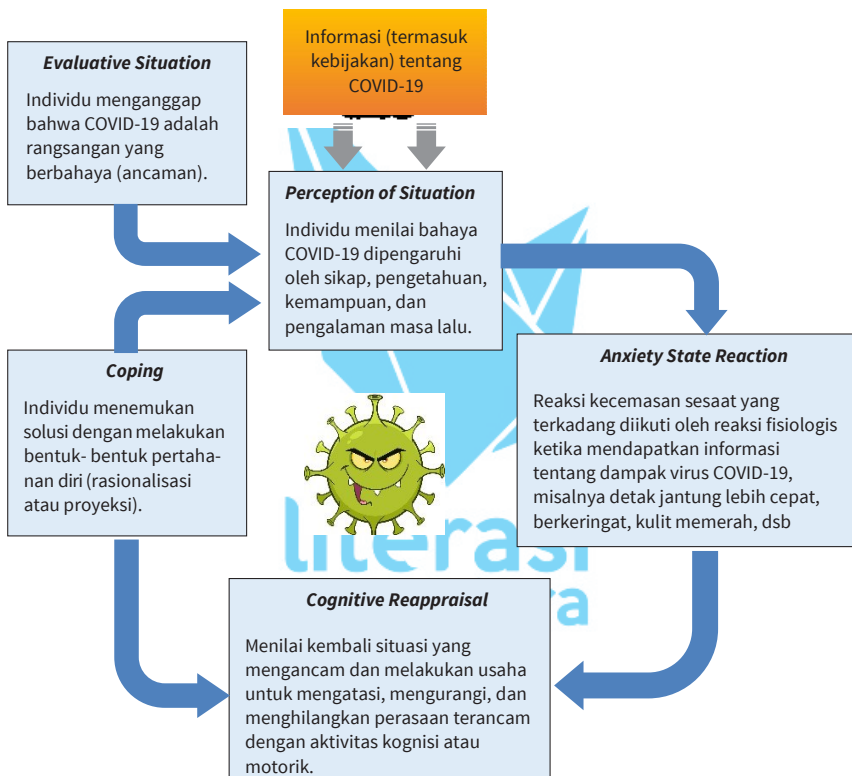 Informasi (termasuk
kebijakan) tentang
COVID-19
Evaluative Situation
Individu menganggap
bahwa COVID-19 adalah
rangsangan yang
berbahaya (ancaman).
Perception of Situation
Individu menilai bahaya
COVID-19 dipengaruhi
oleh sikap, pengetahuan,
kemampuan, dan
pengalaman masa lalu.
Coping
Individu menemukan
solusi dengan melakukan
bentuk- bentuk pertaha-
nan diri (rasionalisasi
atau proyeksi).
Anxiety State Reaction
Reaksi kecemasan sesaat yang
terkadang diikuti oleh reaksi fisiologis
ketika mendapatkan informasi
tentang dampak virus COVID-19,
misalnya detak jantung lebih cepat,
berkeringat, kulit memerah, dsb
literasi
Cognitive Reappraisal
Menilai kembali situasi yang
mengancam dan melakukan usaha
untuk mengatasi, mengurangi, dan
menghilangkan perasaan terancam
dengan aktivitas kognisi atau
motorik.